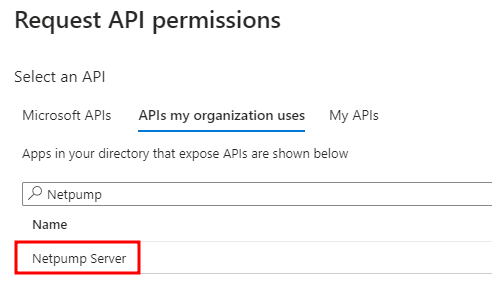 Request API permissions
Select an API
Microsoft APIs APIs my organization uses My APIs
Apps in your directory that expose APIs are shown below
Netpump
Name
Netpump Server